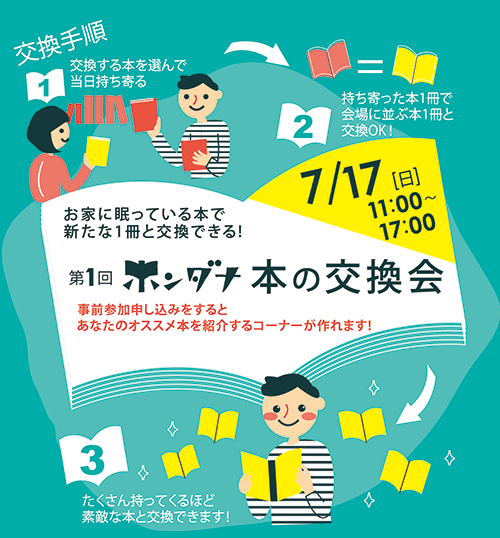 交換手順
1
交換する本を選んで
当日持ち寄る
2
=
持ち寄った本1冊で
会場に並ぶ本1冊と
交換OK!
7/17 [日]
11:00~
17:00
お家に眠っている本で
新たな1冊と交換できる!
第1回 ホンダナ 本の交換会
事前参加申し込みをすると
あなたのオススメ本を紹介するコーナーが作れます!
3
たくさん持ってくるほど
素敵な本と交換できます!